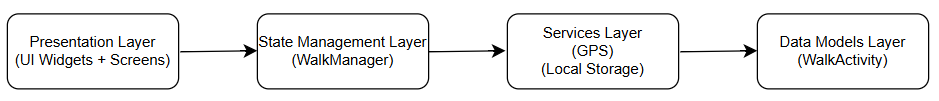 Presentation Layer
(UI Widgets + Screens)
State Management Layer
(WalkManager)
Services Layer
(GPS)
(Local Storage)
Data Models Layer
(WalkActivity)